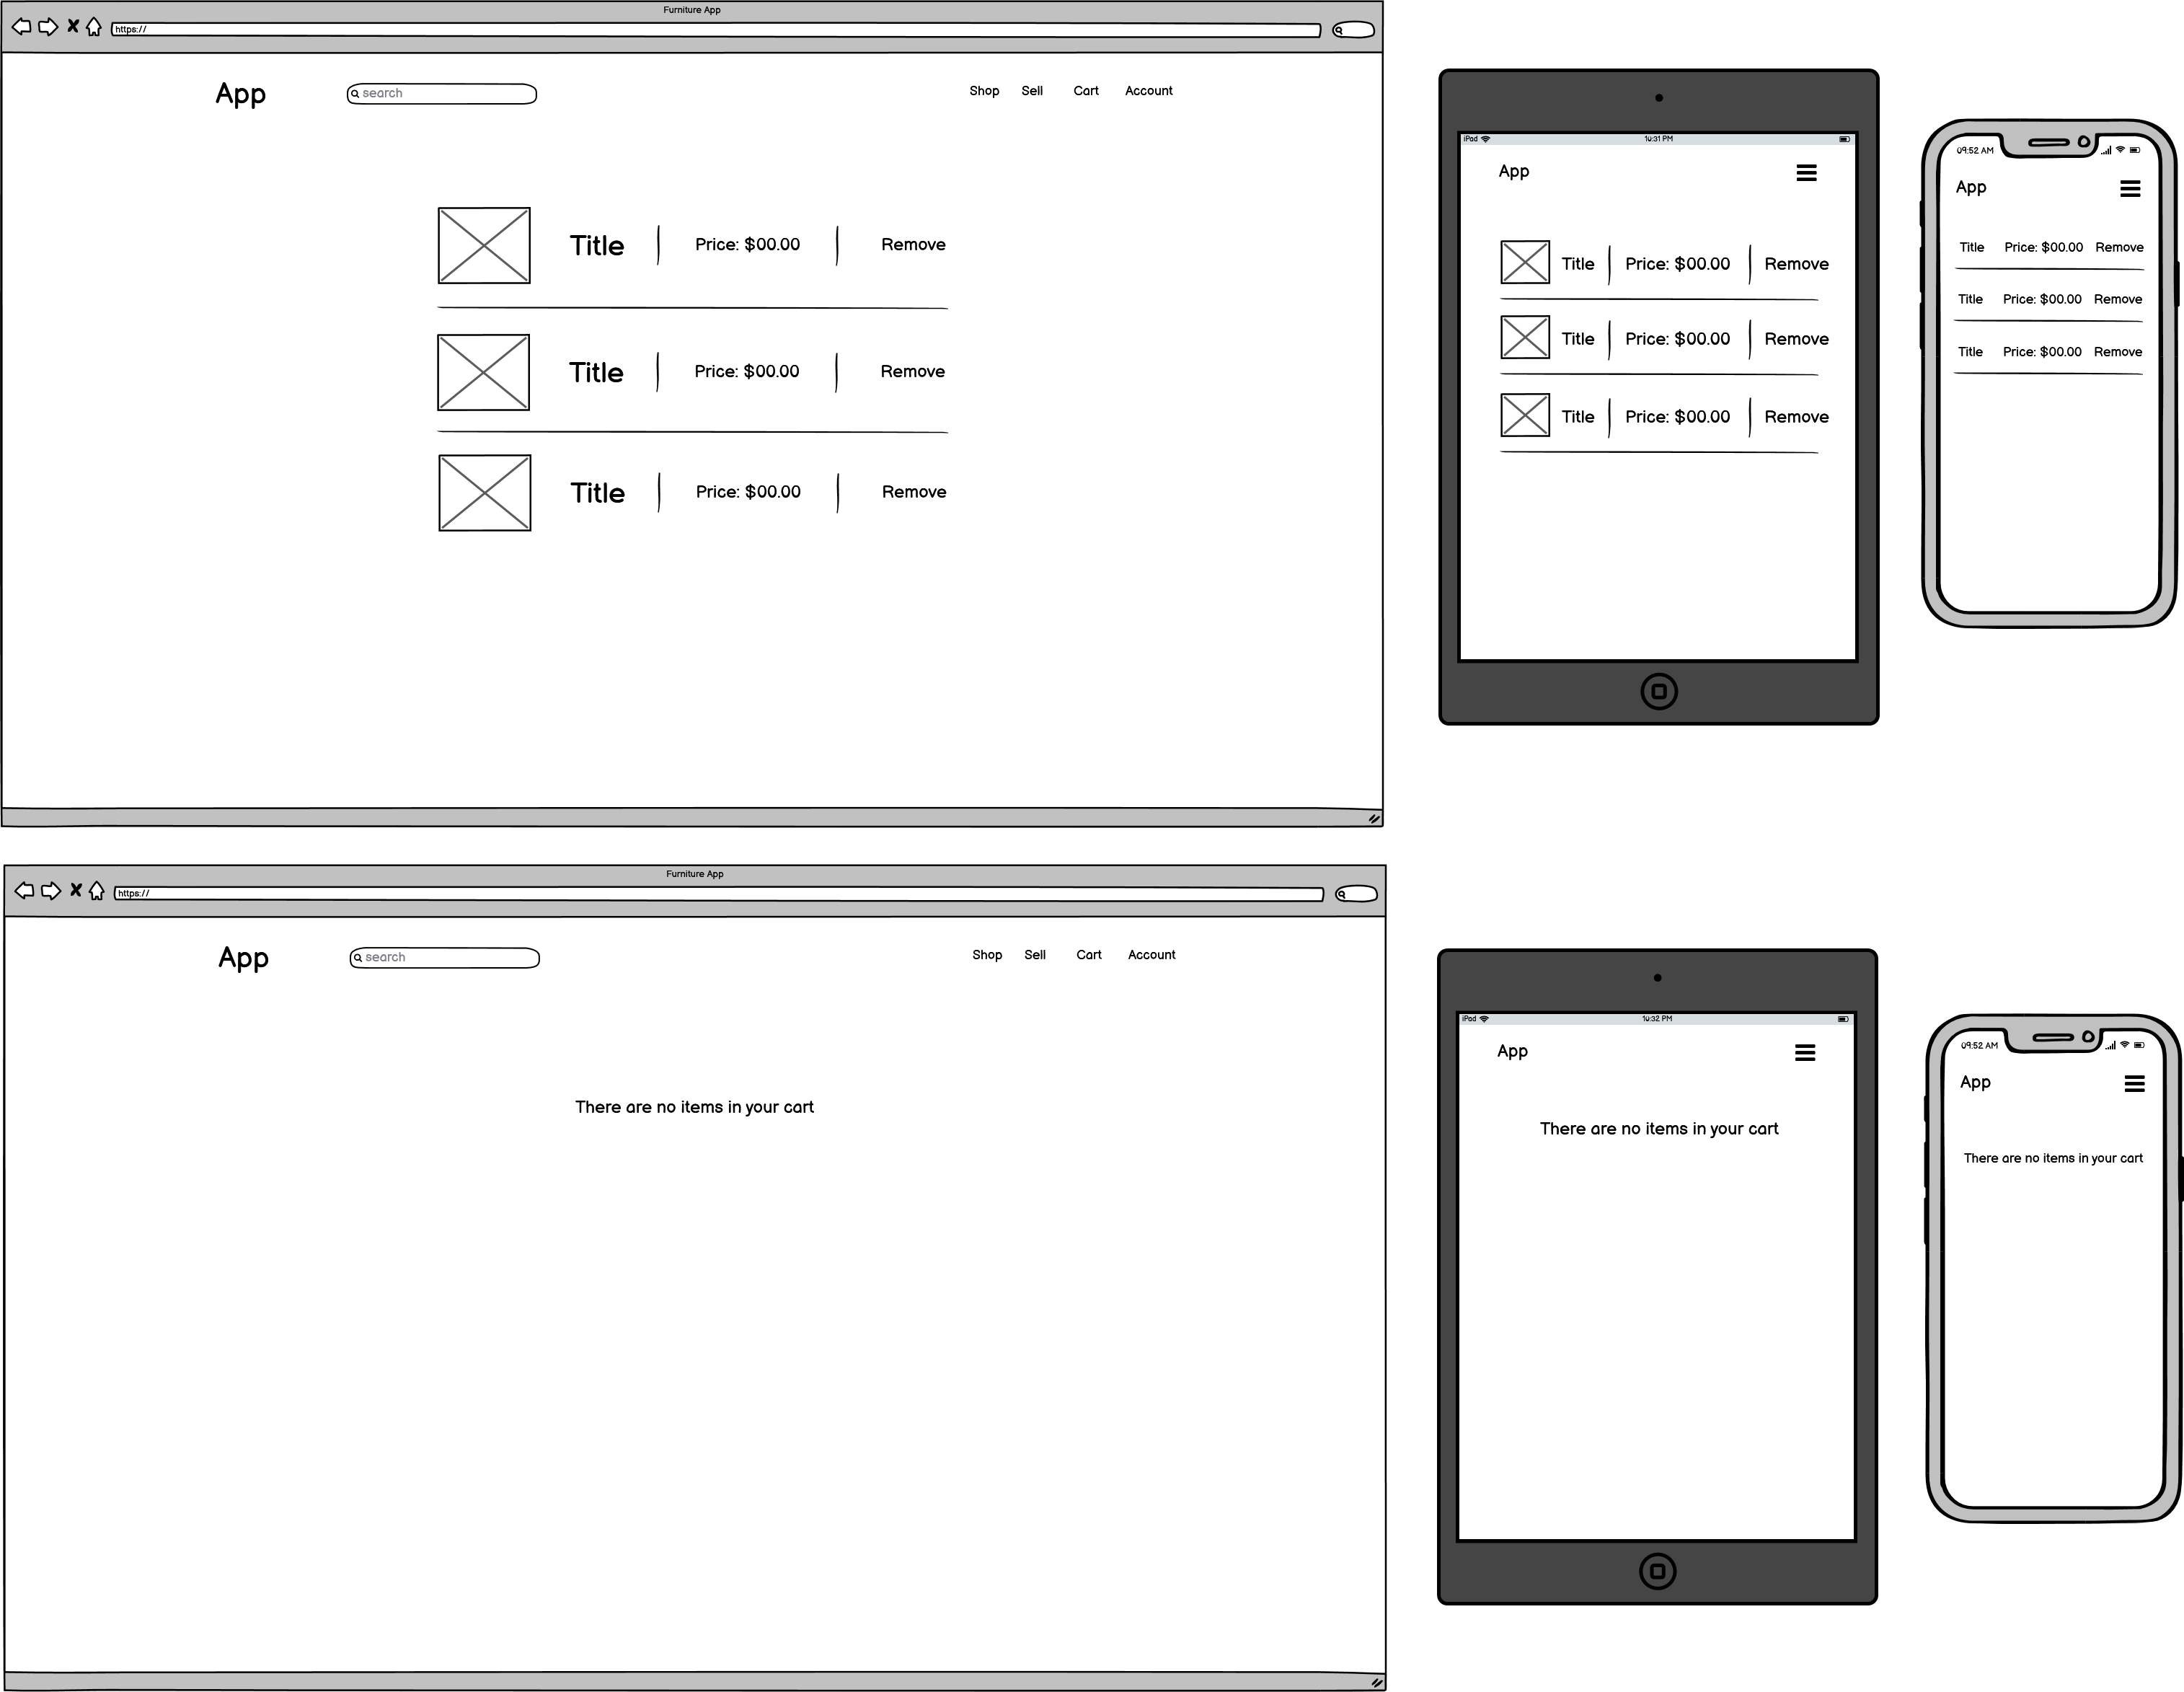 Furniture App
https://
App
search
Shop Sell Cart Account
Title Price: $00.00 Remove
Title Price: $00.00 Remove
Title Price: $00.00 Remove
iPad 10:31 PM
App
Title Price: $00.00 Remove
Title Price: $00.00 Remove
Title Price: $00.00 Remove
09:52 AM
App
Title Price: $00.00 Remove
Title Price: $00.00 Remove
Title Price: $00.00 Remove
Furniture App
https://
App
search
Shop Sell Cart Account
There are no items in your cart
iPad 10:32 PM
App
There are no items in your cart
09:52 AM
App
There are no items in your cart